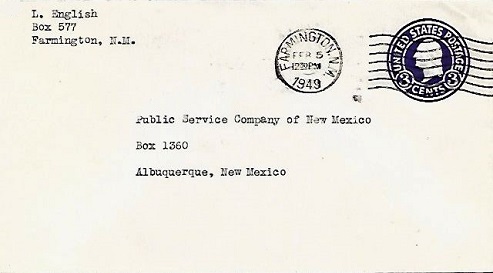 L. English
Box 577
Farmington, N.M.
FARMINGTON, N.M.
FEB 5
1949
UNITED STATES POSTAGE
3 CENTS 3
Public Service Company of New Mexico
Box 1360
Albuquerque, New Mexico